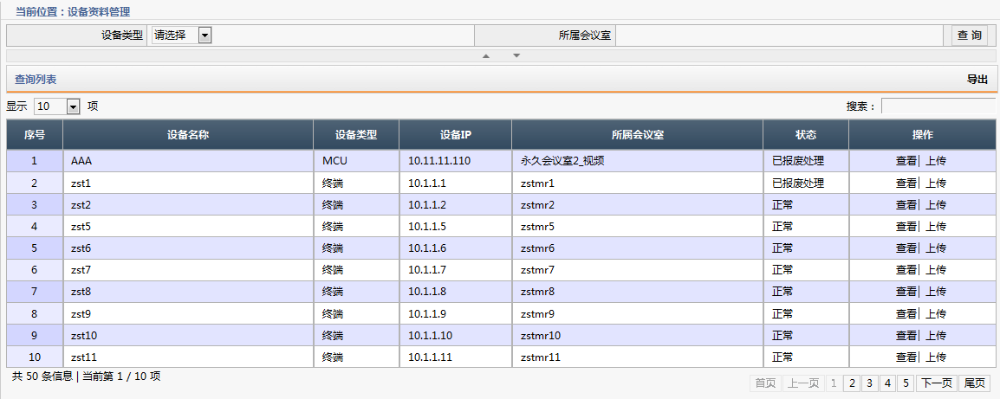 当前位置：设备资料管理
设备类型 请选择 所属会议室 查 询
查询列表 导出
显示 10 项 搜索：
序号 设备名称 设备类型 设备IP 所属会议室 状态 操作
1 AAA MCU 10.11.11.110 永久会议室2_视频 已报废处理 查看| 上传
2 zst1 终端 10.1.1.1 zstmr1 已报废处理 查看| 上传
3 zst2 终端 10.1.1.2 zstmr2 正常 查看| 上传
4 zst5 终端 10.1.1.5 zstmr5 正常 查看| 上传
5 zst6 终端 10.1.1.6 zstmr6 正常 查看| 上传
6 zst7 终端 10.1.1.7 zstmr7 正常 查看| 上传
7 zst8 终端 10.1.1.8 zstmr8 正常 查看| 上传
8 zst9 终端 10.1.1.9 zstmr9 正常 查看| 上传
9 zst10 终端 10.1.1.10 zstmr10 正常 查看| 上传
10 zst11 终端 10.1.1.11 zstmr11 正常 查看| 上传
共 50 条信息 | 当前第 1 / 10 项
首页 上一页 1 2 3 4 5 下一页 尾页